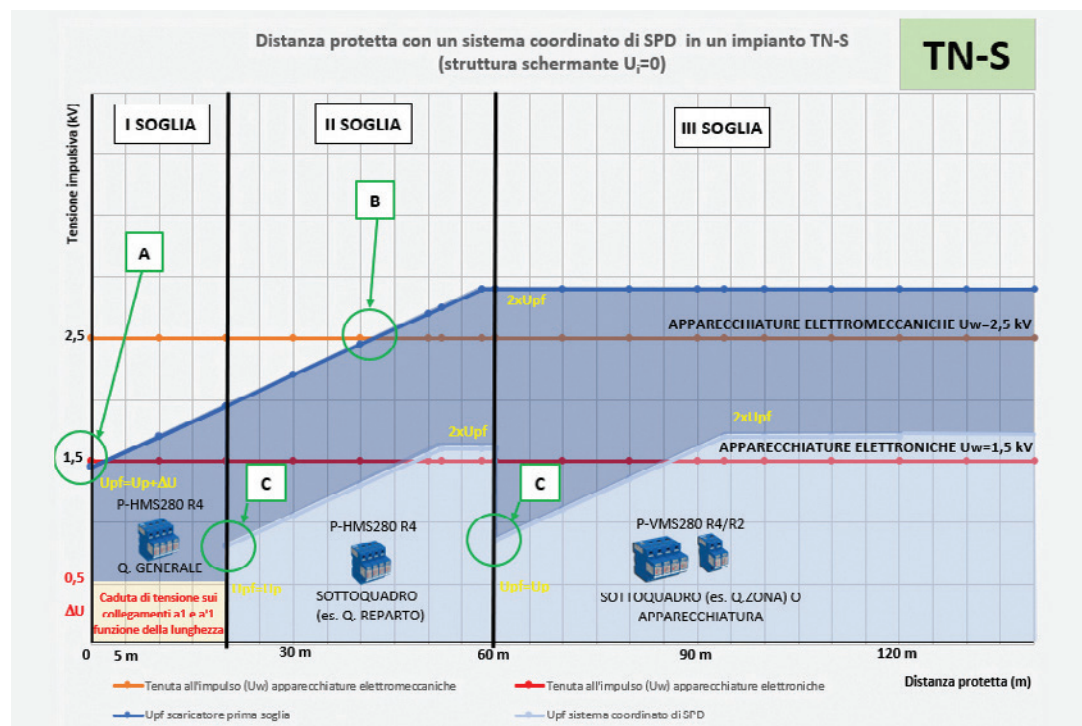 Distanza protetta con un sistema coordinato di SPD in un impianto TN-S
(struttura schermante Ui=0)
TN-S
Tensione impulsiva (kV)
I SOGLIA
II SOGLIA
III SOGLIA
B
A
2xUpf
APPARECCHIATURE ELETTROMECCANICHE Uw=2,5 kV
2,5
2xUpf
2xUpf
APPARECCHIATURE ELETTRONICHE Uw=1,5 kV
1,5
Upf=Up+ΔU
C
C
P-HMS280 R4
P-HMS280 R4
P-VMS280 R4/R2
Q. GENERALE
0,5
Upf=Up
Upf=Up
SOTTOQUADRO
(es. Q. REPARTO)
SOTTOQUADRO (es. Q.ZONA) O
APPARECCHIATURA
ΔU
Caduta di tensione sui
collegamenti a1 e a'1
funzione della lunghezza
0
5 m
30 m
60 m
90 m
120 m
Distanza protetta (m)
Tenuta all'impulso (Uw) apparecchiature elettromeccaniche
Tenuta all'impulso (Uw) apparecchiature elettroniche
Upf scaricatore prima soglia
Upf sistema coordinato di SPD